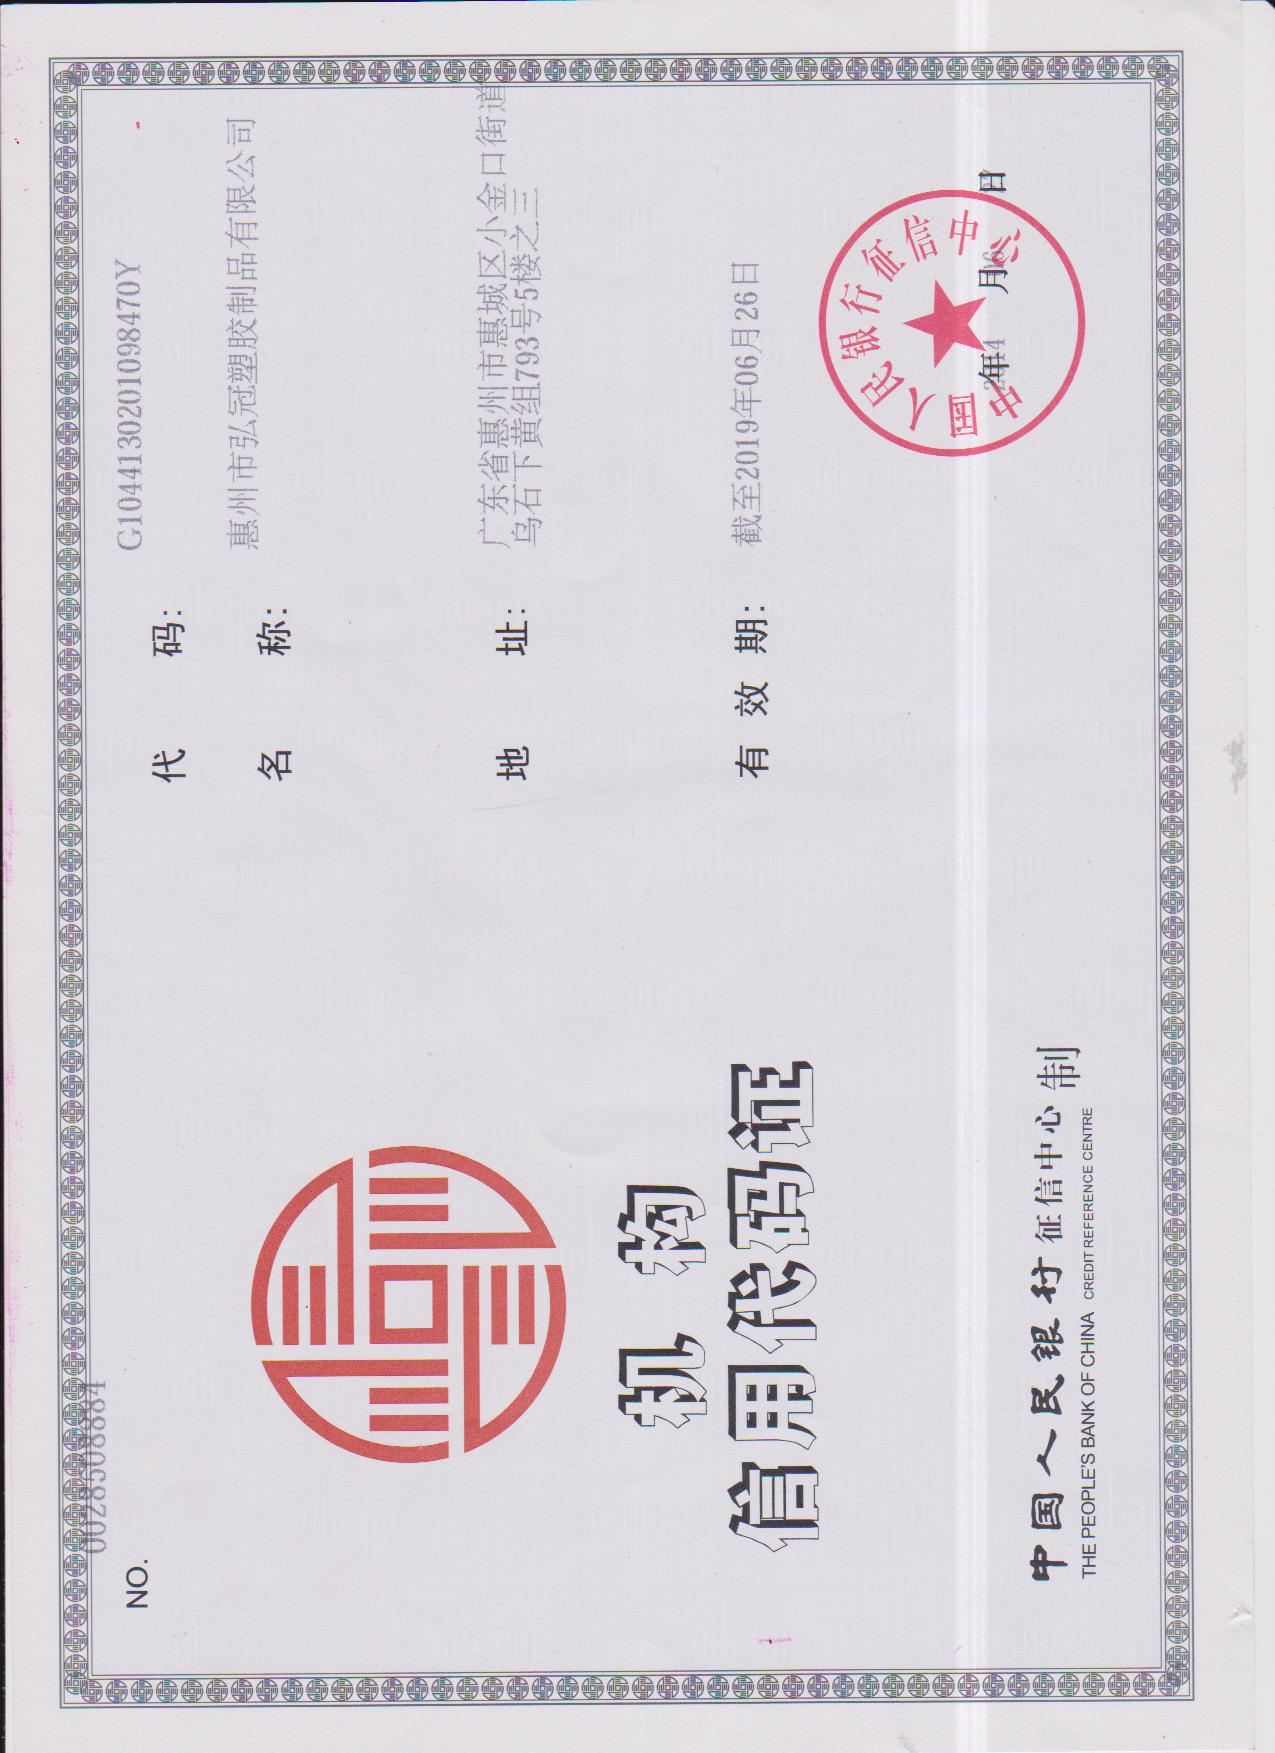 NO. 0028508884
机构
信用代码证
中国人民银行征信中心 制
THE PEOPLE'S BANK OF CHINA CREDIT REFERENCE CENTRE
代码: G1044130201098470Y
名称: 惠州市弘冠塑胶制品有限公司
地址: 广东省惠州市惠城区小金口街道
乌石下黄组793号5楼之三
有效期: 截至2019年06月26日
中国人民银行征信中心
年 月 日